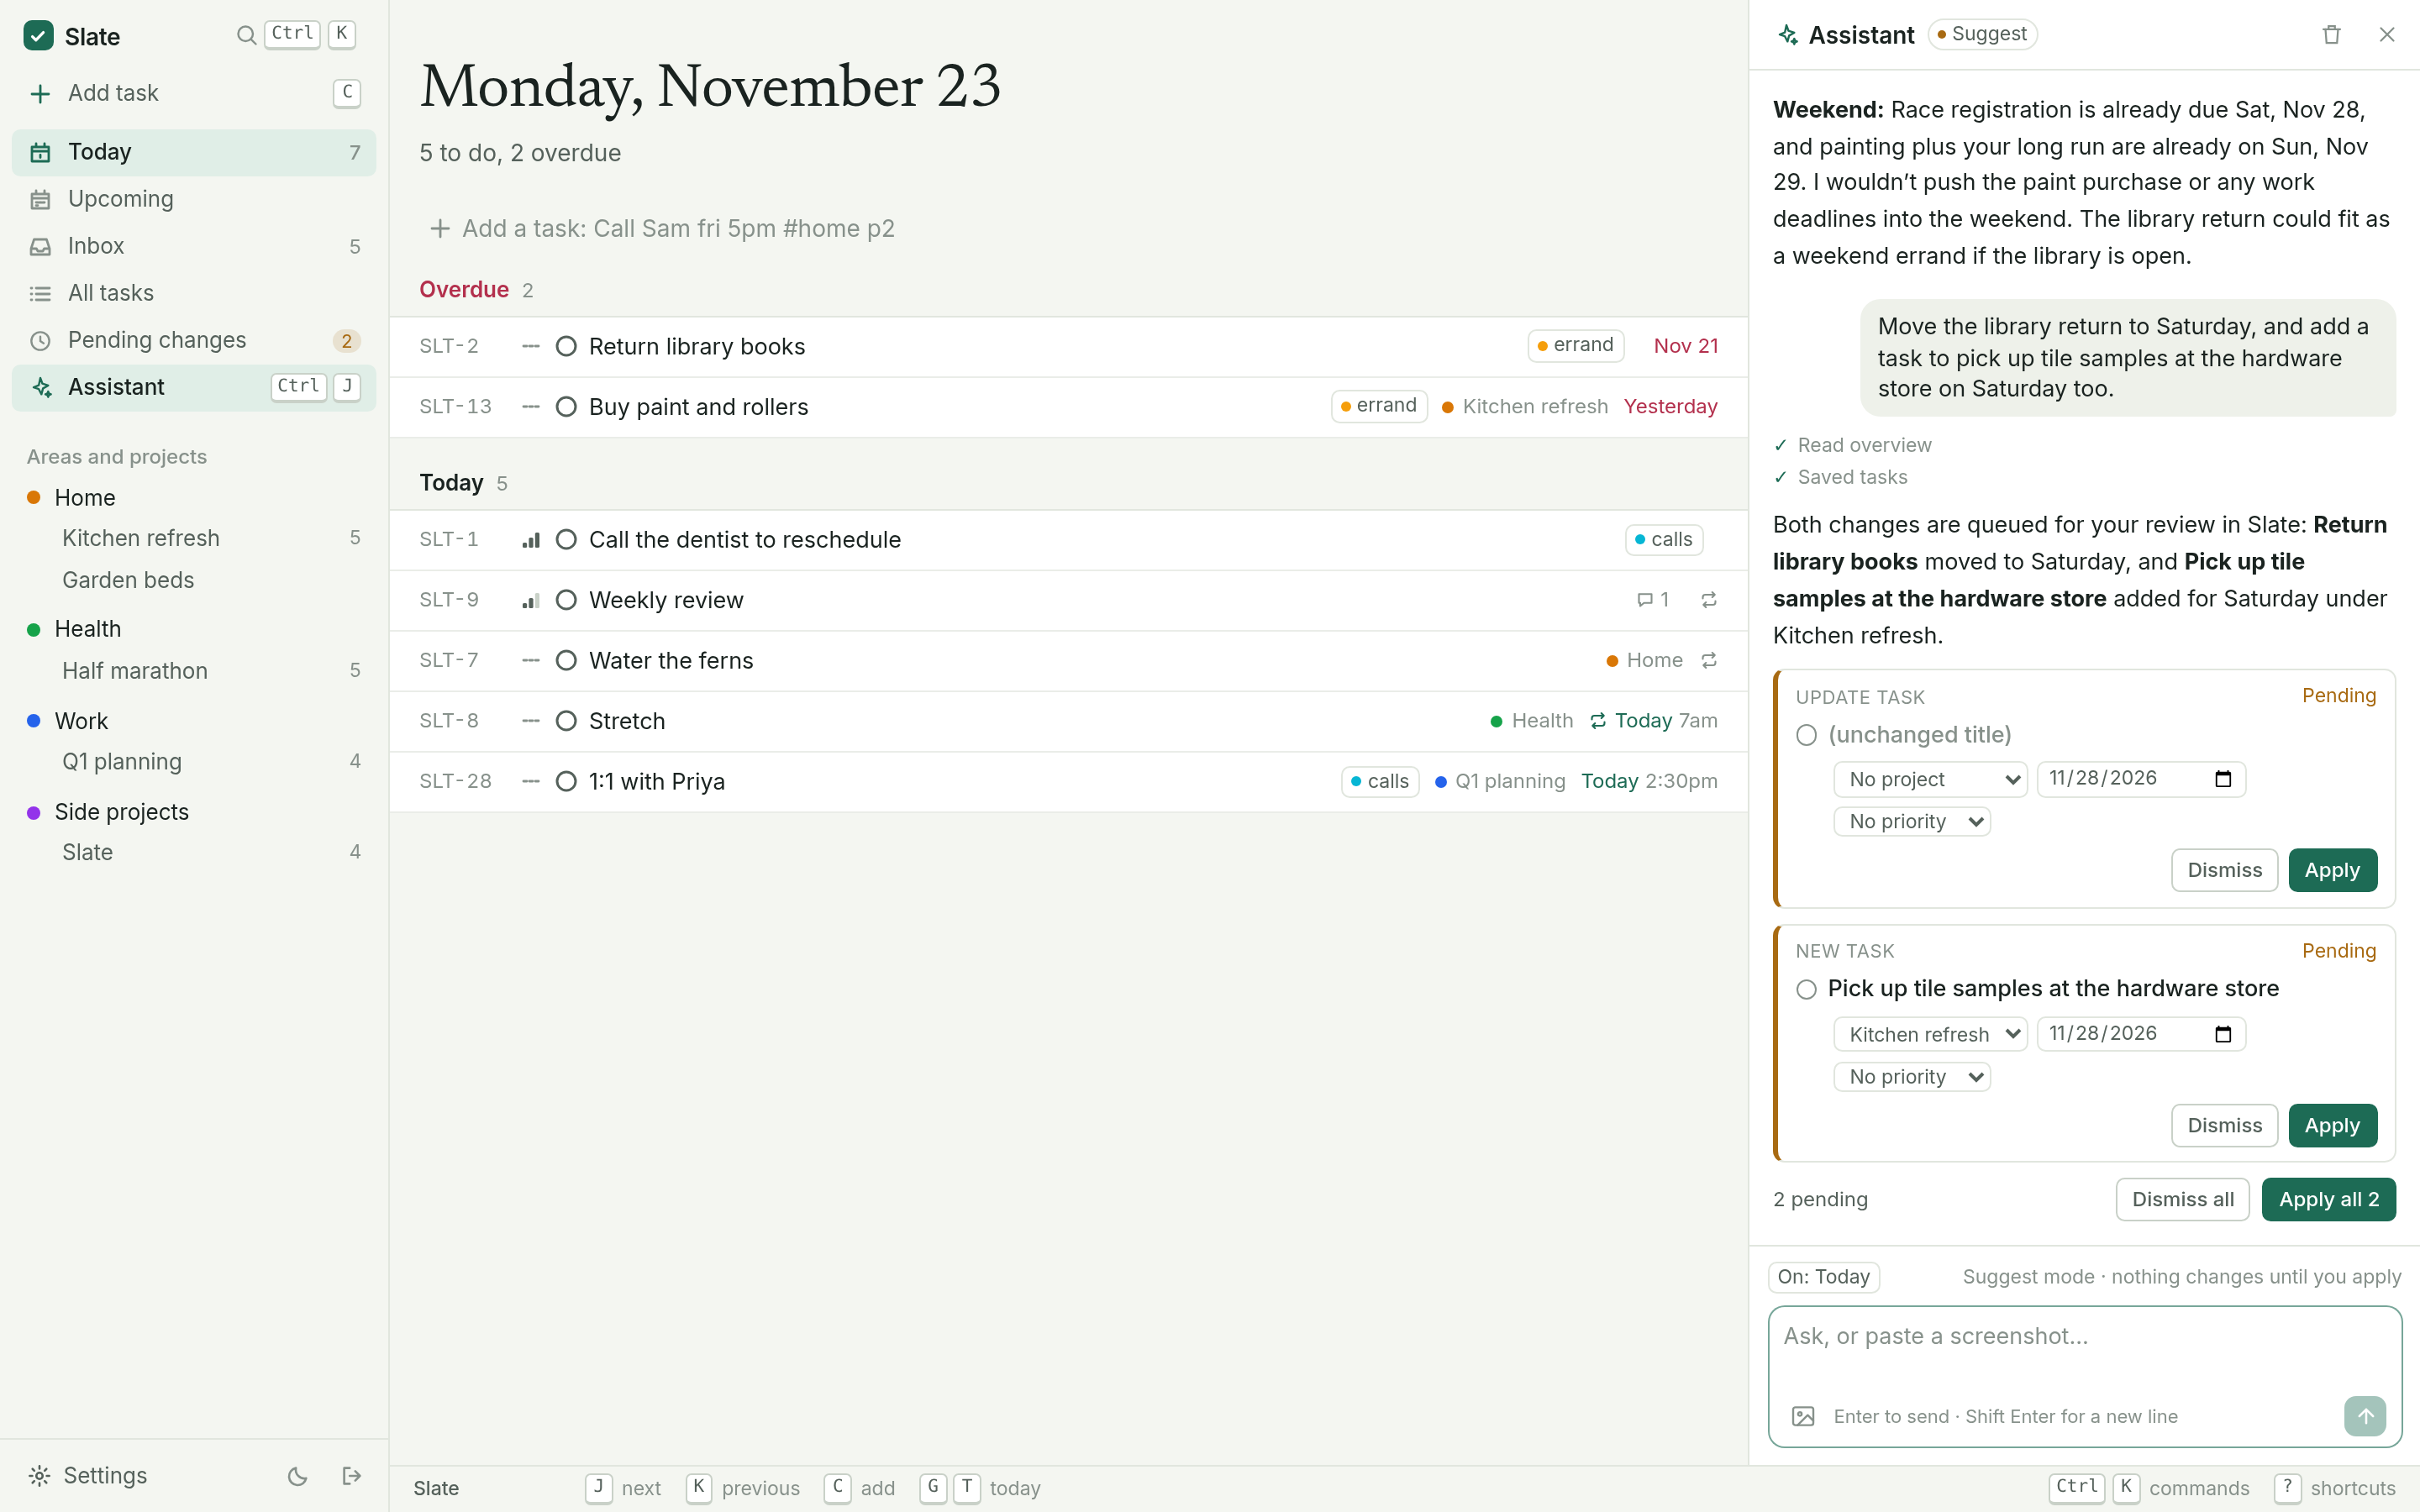 Slate
Ctrl K
Add task C
Today 7
Upcoming
Inbox 5
All tasks
Pending changes 2
Assistant Ctrl J
Areas and projects
Home
Kitchen refresh 5
Garden beds
Health
Half marathon 5
Work
Q1 planning 4
Side projects
Slate 4
Settings
Monday, November 23
5 to do, 2 overdue
Add a task: Call Sam fri 5pm #home p2
Overdue 2
SLT-2 Return library books errand Nov 21
SLT-13 Buy paint and rollers errand Kitchen refresh Yesterday
Today 5
SLT-1 Call the dentist to reschedule calls
SLT-9 Weekly review 1
SLT-7 Water the ferns Home
SLT-8 Stretch Health Today 7am
SLT-28 1:1 with Priya calls Q1 planning Today 2:30pm
Slate J next K previous C add G T today
Ctrl K commands ? shortcuts
Assistant Suggest
Weekend: Race registration is already due Sat, Nov 28,
and painting plus your long run are already on Sun, Nov
29. I wouldn’t push the paint purchase or any work
deadlines into the weekend. The library return could fit as
a weekend errand if the library is open.
Move the library return to Saturday, and add a
task to pick up tile samples at the hardware
store on Saturday too.
✓ Read overview
✓ Saved tasks
Both changes are queued for your review in Slate: Return
library books moved to Saturday, and Pick up tile
samples at the hardware store added for Saturday under
Kitchen refresh.
UPDATE TASK Pending
(unchanged title)
No project 11/28/2026
No priority
Dismiss Apply
NEW TASK Pending
Pick up tile samples at the hardware store
Kitchen refresh 11/28/2026
No priority
Dismiss Apply
2 pending Dismiss all Apply all 2
On: Today Suggest mode · nothing changes until you apply
Ask, or paste a screenshot...
Enter to send · Shift Enter for a new line